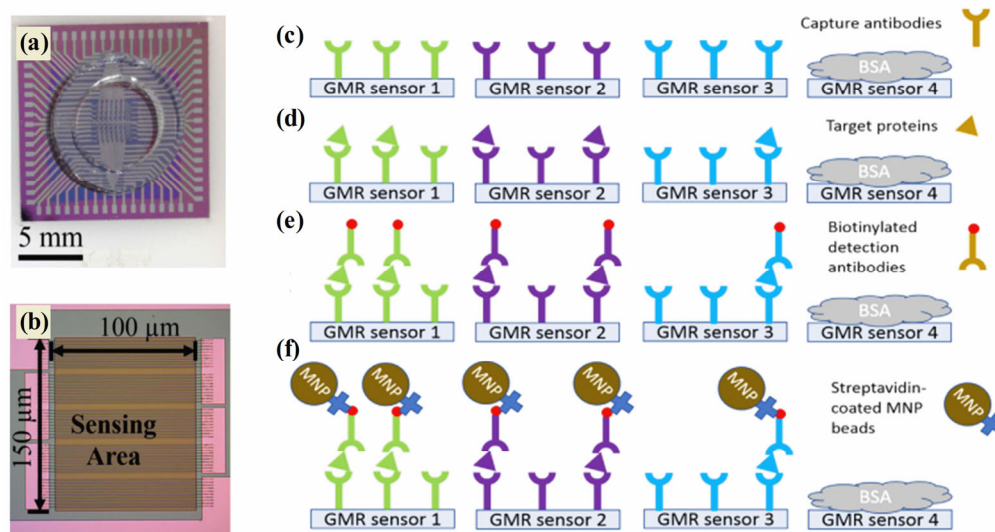 (a)
5 mm
(b)
100 µm
150 µm
Sensing
Area
(c)
Capture antibodies
BSA
GMR sensor 1 GMR sensor 2 GMR sensor 3 GMR sensor 4
(d)
Target proteins
BSA
GMR sensor 1 GMR sensor 2 GMR sensor 3 GMR sensor 4
(e)
Biotinylated
detection
antibodies
BSA
GMR sensor 1 GMR sensor 2 GMR sensor 3 GMR sensor 4
(f)
MNP MNP MNP MNP MNP
Streptavidin-
coated MNP
beads
MNP
BSA
GMR sensor 1 GMR sensor 2 GMR sensor 3 GMR sensor 4